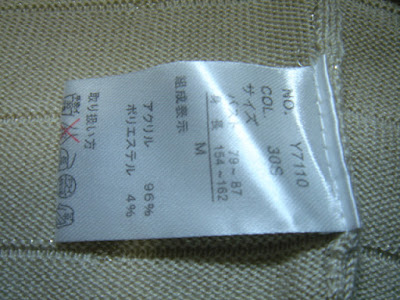 NO. Y7110
COL. 30S
サイズ
バスト 79~87
身長 154~162
M
組成表示
アクリル 96%
ポリエステル 4%
取り扱い方